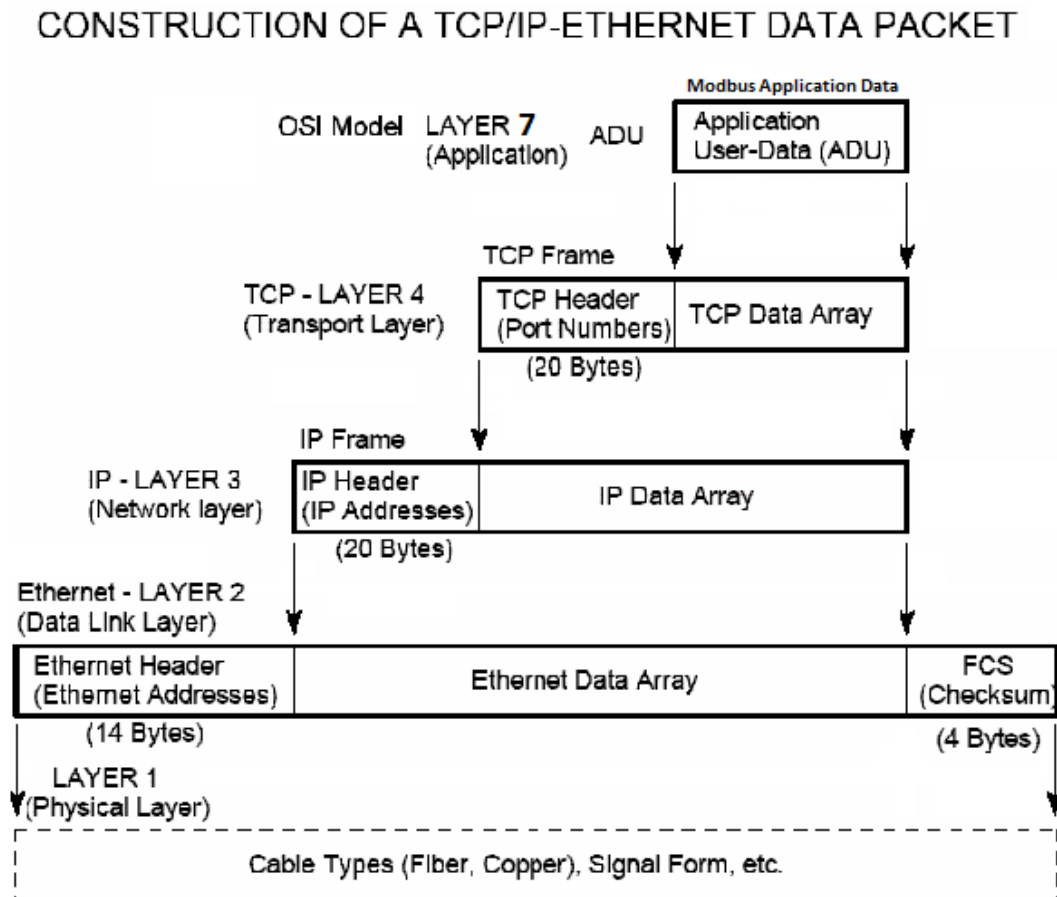 CONSTRUCTION OF A TCP/IP-ETHERNET DATA PACKET
Modbus Application Data
OSI Model LAYER 7 ADU
(Application)
Application
User-Data (ADU)
TCP Frame
TCP - LAYER 4
(Transport Layer)
TCP Header
(Port Numbers)
TCP Data Array
(20 Bytes)
IP Frame
IP - LAYER 3
(Network layer)
IP Header
(IP Addresses)
IP Data Array
(20 Bytes)
Ethernet - LAYER 2
(Data Link Layer)
Ethernet Header
(Ethernet Addresses)
Ethernet Data Array
FCS
(Checksum)
(14 Bytes)
(4 Bytes)
LAYER 1
(Physical Layer)
Cable Types (Fiber, Copper), Signal Form, etc.